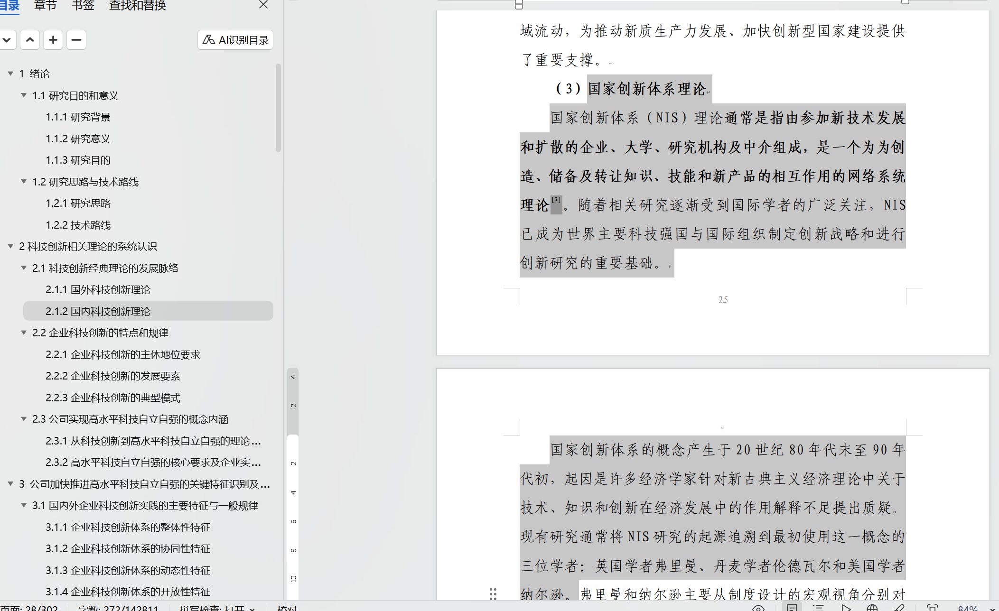 目录 章节 书签 查找和替换
AI识别目录
1 绪论
1.1 研究目的和意义
1.1.1 研究背景
1.1.2 研究意义
1.1.3 研究目的
1.2 研究思路与技术路线
1.2.1 研究思路
1.2.2 技术路线
2 科技创新相关理论的系统认识
2.1 科技创新经典理论的发展脉络
2.1.1 国外科技创新理论
2.1.2 国内科技创新理论
2.2 企业科技创新的特点和规律
2.2.1 企业科技创新的主体地位要求
2.2.2 企业科技创新的发展要素
2.2.3 企业科技创新的典型模式
2.3 公司实现高水平科技自立自强的概念内涵
2.3.1 从科技创新到高水平科技自立自强的理论...
2.3.2 高水平科技自立自强的核心要求及企业实...
3 公司加快推进高水平科技自立自强的关键特征识别及...
3.1 国内外企业科技创新实践的主要特征与一般规律
3.1.1 企业科技创新体系的整体性特征
3.1.2 企业科技创新体系的协同性特征
3.1.3 企业科技创新体系的动态性特征
3.1.4 企业科技创新体系的开放性特征
4
2
2
4
6
8
10
域流动，为推动新质生产力发展、加快创新型国家建设提供
了重要支撑。
（3）国家创新体系理论
国家创新体系（NIS）理论通常是指由参加新技术发展
和扩散的企业、大学、研究机构及中介组成，是一个为为创
造、储备及转让知识、技能和新产品的相互作用的网络系统
理论[7]。随着相关研究逐渐受到国际学者的广泛关注，NIS
已成为世界主要科技强国与国际组织制定创新战略和进行
创新研究的重要基础。
25
国家创新体系的概念产生于 20 世纪 80 年代末至 90 年
代初，起因是许多经济学家针对新古典主义经济理论中关于
技术、知识和创新在经济发展中的作用解释不足提出质疑。
现有研究通常将 NIS 研究的起源追溯到最初使用这一概念的
三位学者：英国学者弗里曼、丹麦学者伦德瓦尔和美国学者
纳尔逊。弗里曼和纳尔逊主要从制度设计的宏观视角分别对
页面: 28/302 字数: 272/142811 拼写检查: 打开 校对 84%